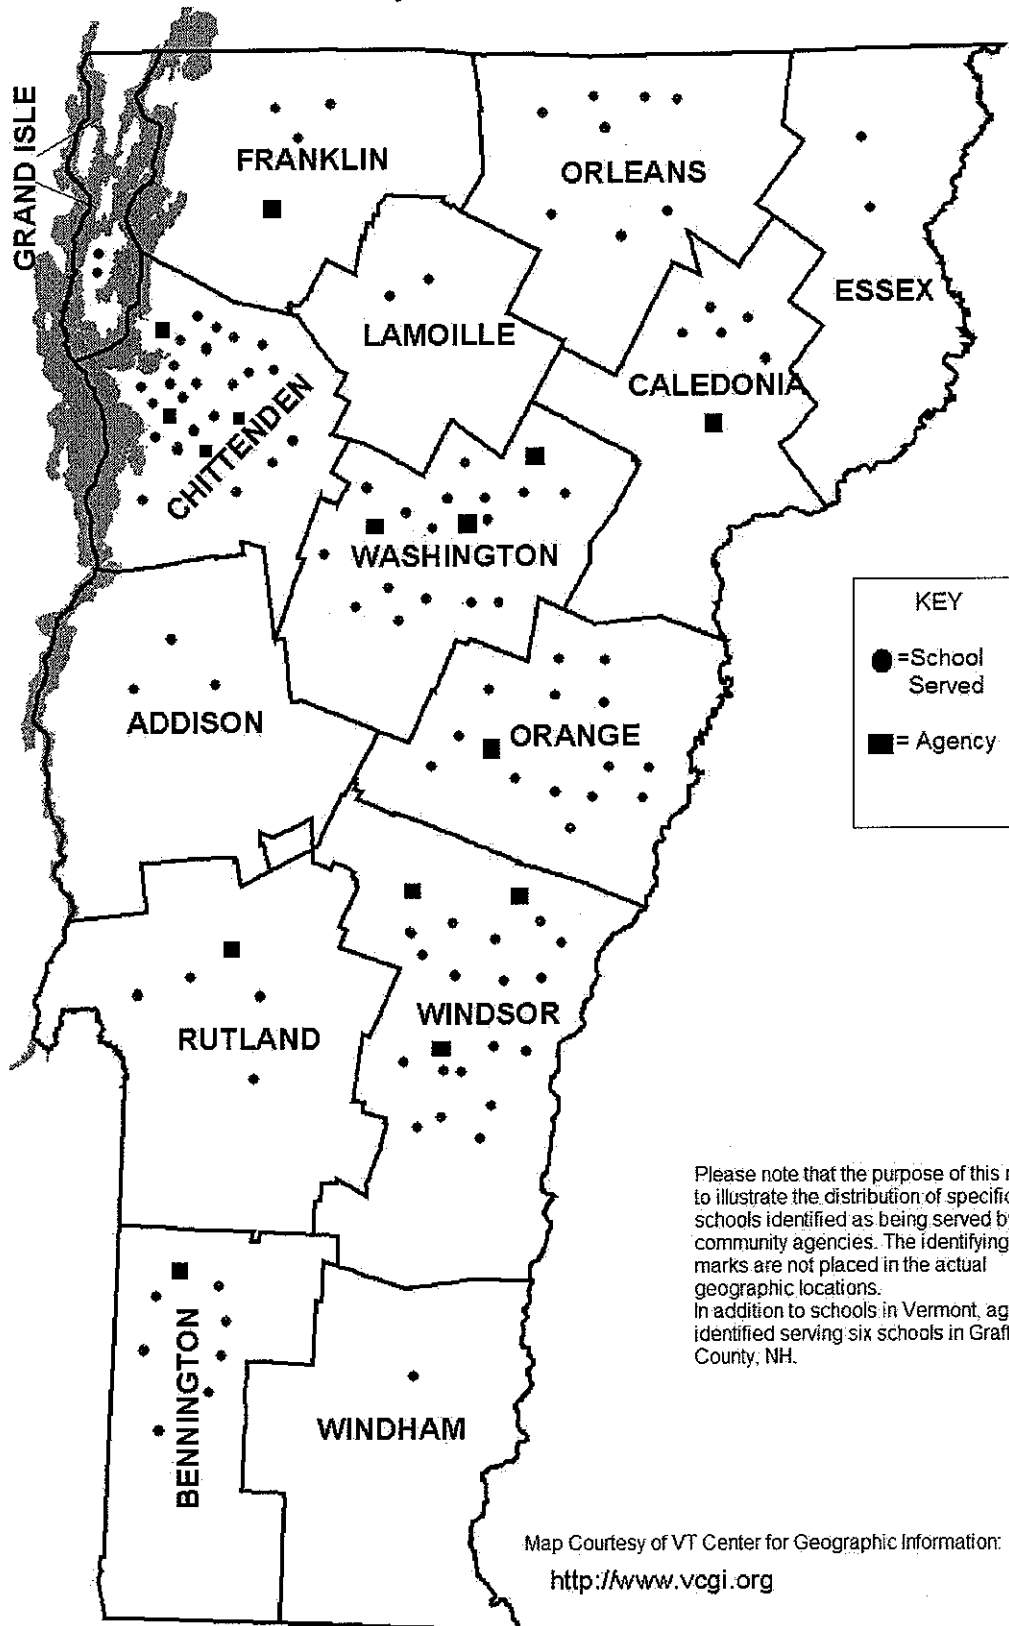 GRAND ISLE
FRANKLIN
ORLEANS
ESSEX
LAMOILLE
CALEDONIA
CHITTENDEN
WASHINGTON
KEY
=School
Served
= Agency
ADDISON
ORANGE
WINDSOR
RUTLAND
Please note that the purpose of this
to illustrate the distribution of specific
schools identified as being served by
community agencies. The identifying
marks are not placed in the actual
geographic locations.
In addition to schools in Vermont,
identified serving six schools in
County, NH.
BENNINGTON
WINDHAM
Map Courtesy of VT Center for Geographic Information:
http://www.vcgi.org